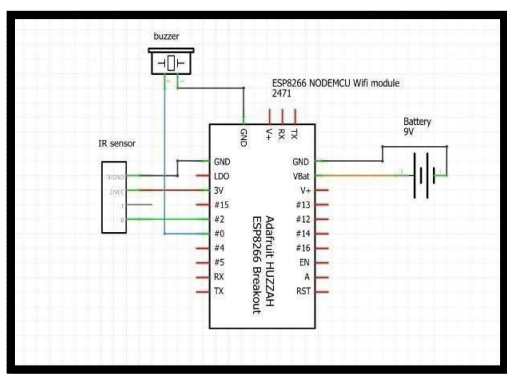 buzzer
ESP8266 NODEMCU Wifi module
2471
GND
V+
RX
TX
Battery
9V
IR sensor
GND
LDO
3V
#15
#2
#0
#4
#5
RX
TX
Adafruit HUZZAH
ESP8266 Breakout
GND
VBat
V+
#13
#12
#14
#16
EN
A
RST